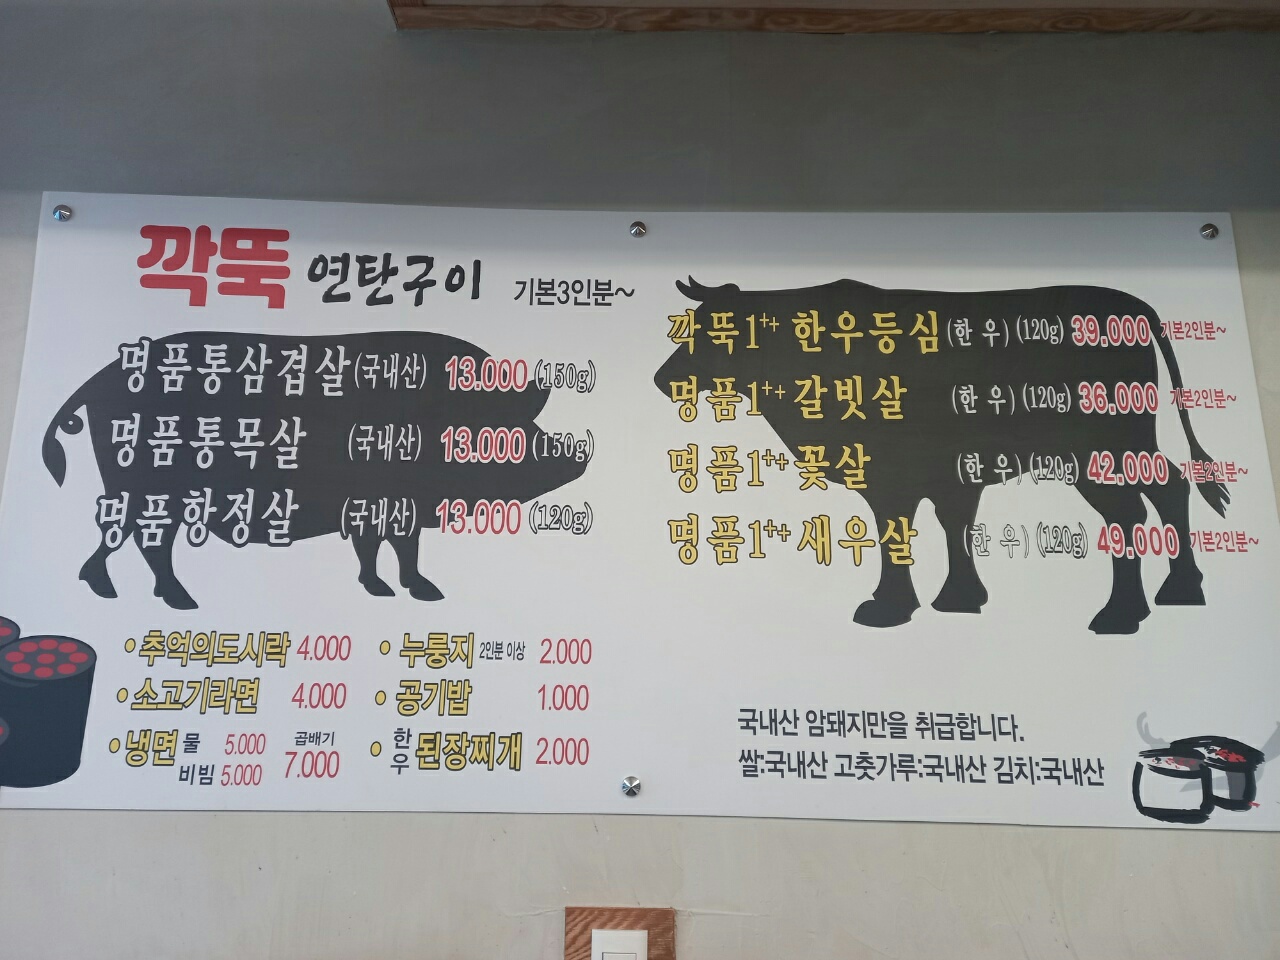 깍뚝 연탄구이 기본3인분~
명품통삼겹살(국내산) 13.000 (150g)
명품통목살 (국내산) 13.000 (150g)
명품항정살 (국내산) 13.000 (120g)
• 추억의도시락 4.000
• 소고기라면 4.000
• 냉면 물 5.000 곱배기
비빔 5.000 7.000
• 누룽지 2인분 이상 2.000
• 공기밥 1.000
• 한우 된장찌개 2.000
깍뚝1++ 한우등심 (한 우) (120g) 39.000 기본2인분~
명품1++ 갈빗살 (한 우) (120g) 36.000 기본2인분~
명품1++ 꽃살 (한 우) (120g) 42.000 기본2인분~
명품1++ 새우살 (한 우) (120g) 49.000 기본2인분~
국내산 암돼지만을 취급합니다.
쌀:국내산 고춧가루:국내산 김치:국내산